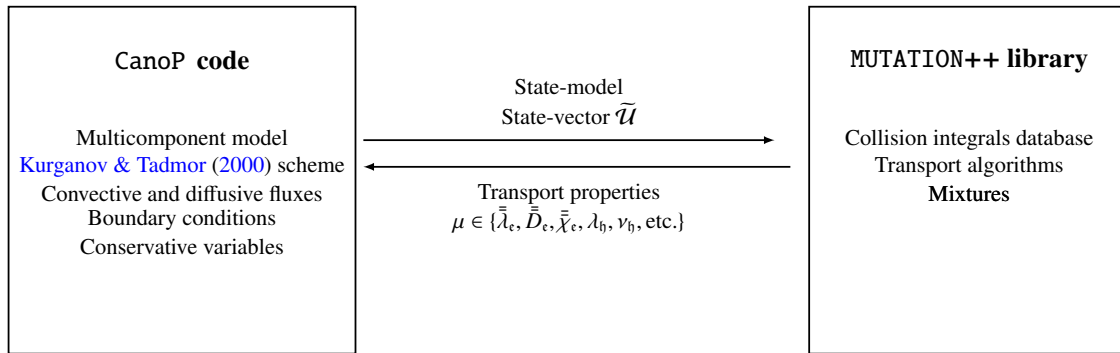 CanoP code
Multicomponent model
Kurganov & Tadmor (2000) scheme
Convective and diffusive fluxes
Boundary conditions
Conservative variables
State-model
State-vector 𝒰̃
Transport properties
μ ∈ {λ̿𝔢, D̿𝔢, χ̿𝔢, λ𝔥, ν𝔥, etc.}
MUTATION++ library
Collision integrals database
Transport algorithms
Mixtures